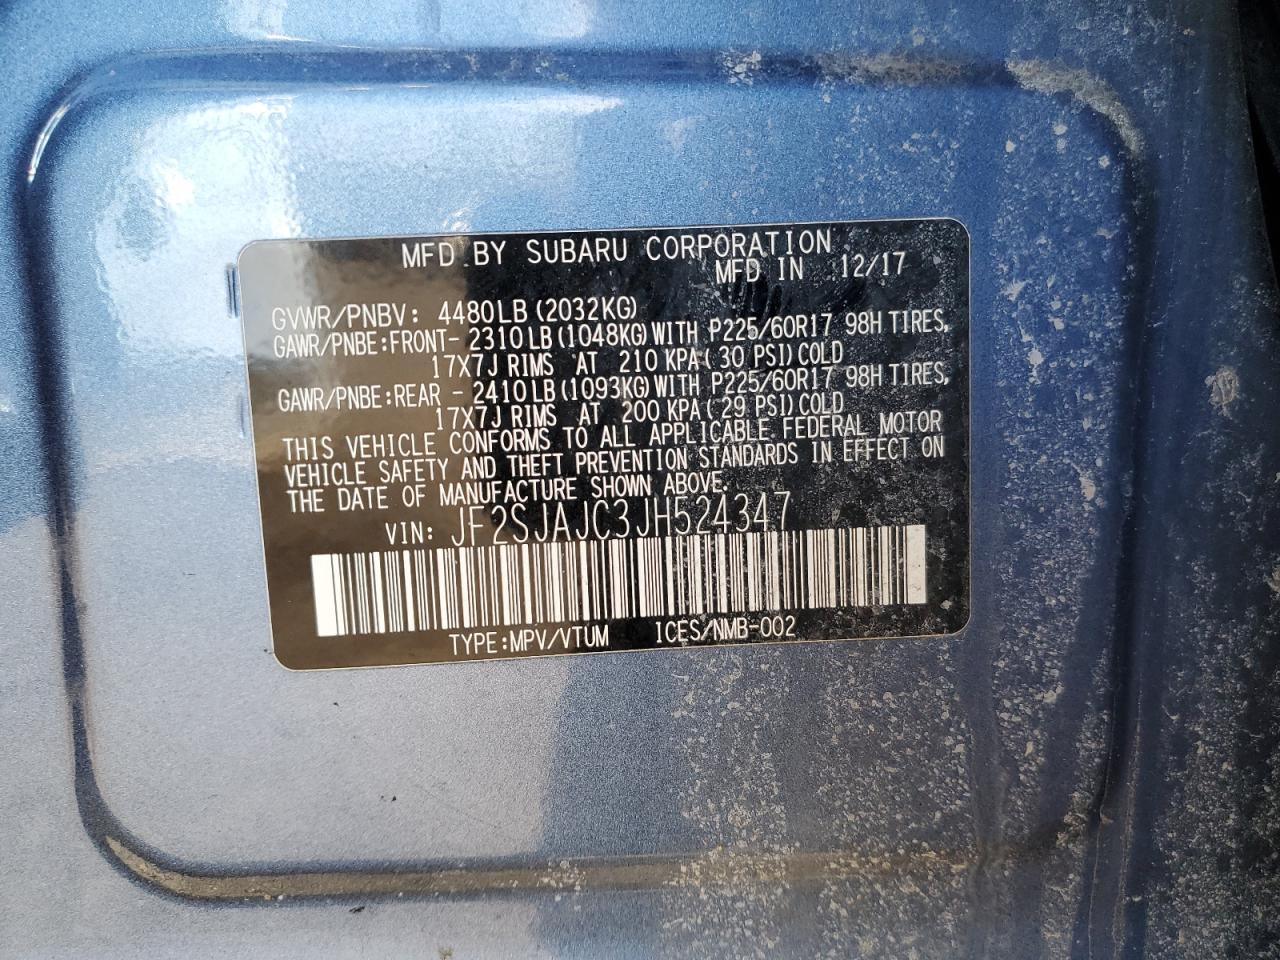 MFD BY SUBARU CORPORATION
MFD IN 12/17
GVWR/PNBV: 4480LB (2032KG)
GAWR/PNBE:FRONT- 2310 LB (1048KG) WITH P225/60R17 98H TIRES,
17X7J RIMS AT 210 KPA( 30 PSI) COLD
GAWR/PNBE:REAR - 2410 LB (1093KG) WITH P225/60R17 98H TIRES,
17X7J RIMS AT 200 KPA( 29 PSI) COLD
THIS VEHICLE CONFORMS TO ALL APPLICABLE FEDERAL MOTOR
VEHICLE SAFETY AND THEFT PREVENTION STANDARDS IN EFFECT ON
THE DATE OF MANUFACTURE SHOWN ABOVE.
VIN: JF2SJAJC3JH524347
TYPE:MPV/VTUM ICES/NMB-002